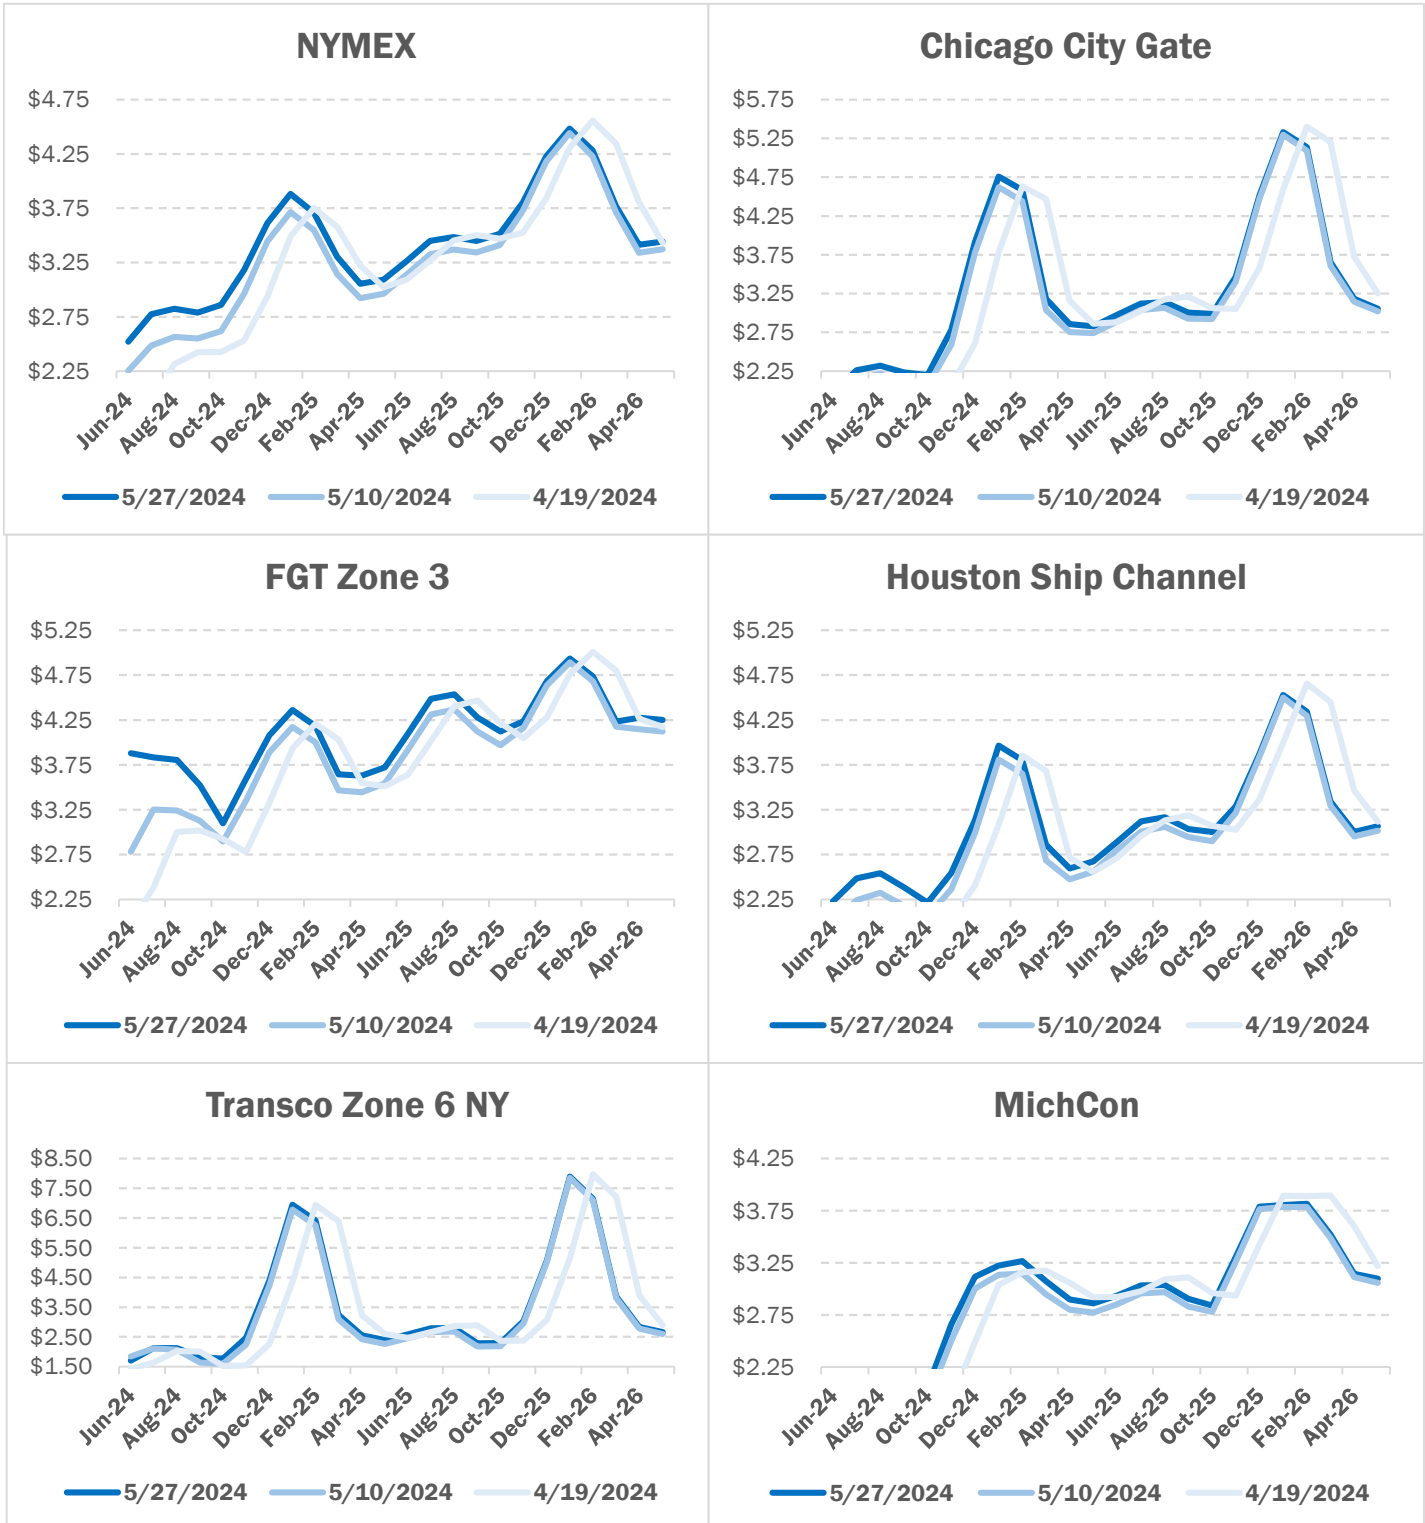 NYMEX
$4.75
$4.25
$3.75
$3.25
$2.75
$2.25
Jun-24 Aug-24 Oct-24 Dec-24 Feb-25 Apr-25 Jun-25 Aug-25 Oct-25 Dec-25 Feb-26 Apr-26
5/27/2024 5/10/2024 4/19/2024
Chicago City Gate
$5.75
$5.25
$4.75
$4.25
$3.75
$3.25
$2.75
$2.25
Jun-24 Aug-24 Oct-24 Dec-24 Feb-25 Apr-25 Jun-25 Aug-25 Oct-25 Dec-25 Feb-26 Apr-26
5/27/2024 5/10/2024 4/19/2024
FGT Zone 3
$5.25
$4.75
$4.25
$3.75
$3.25
$2.75
$2.25
Jun-24 Aug-24 Oct-24 Dec-24 Feb-25 Apr-25 Jun-25 Aug-25 Oct-25 Dec-25 Feb-26 Apr-26
5/27/2024 5/10/2024 4/19/2024
Houston Ship Channel
$5.25
$4.75
$4.25
$3.75
$3.25
$2.75
$2.25
Jun-24 Aug-24 Oct-24 Dec-24 Feb-25 Apr-25 Jun-25 Aug-25 Oct-25 Dec-25 Feb-26 Apr-26
5/27/2024 5/10/2024 4/19/2024
Transco Zone 6 NY
$8.50
$7.50
$6.50
$5.50
$4.50
$3.50
$2.50
$1.50
Jun-24 Aug-24 Oct-24 Dec-24 Feb-25 Apr-25 Jun-25 Aug-25 Oct-25 Dec-25 Feb-26 Apr-26
5/27/2024 5/10/2024 4/19/2024
MichCon
$4.25
$3.75
$3.25
$2.75
$2.25
Jun-24 Aug-24 Oct-24 Dec-24 Feb-25 Apr-25 Jun-25 Aug-25 Oct-25 Dec-25 Feb-26 Apr-26
5/27/2024 5/10/2024 4/19/2024